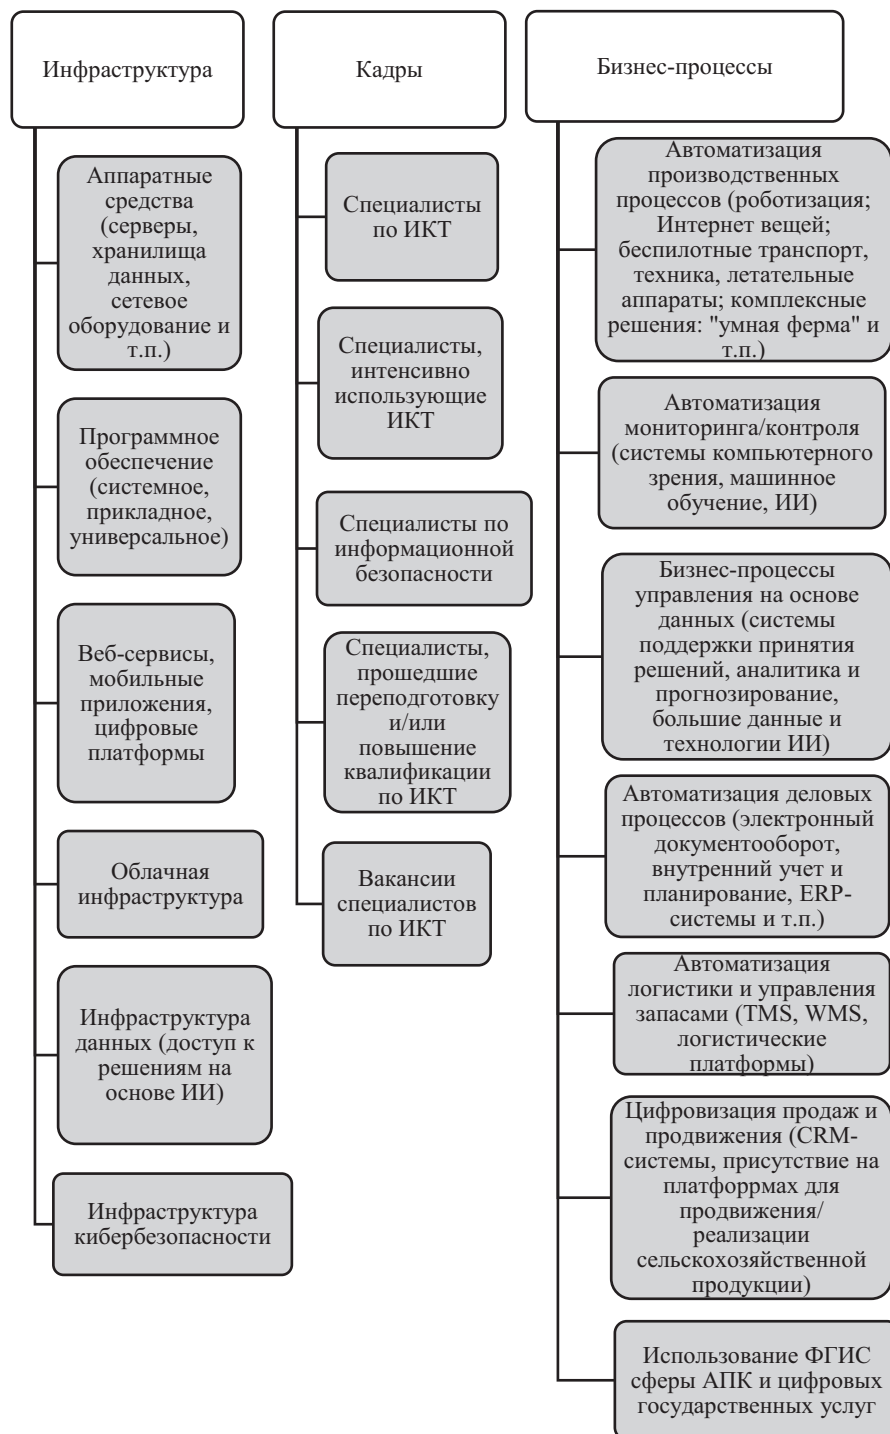 Инфраструктура
Аппаратные
средства
(серверы,
хранилища
данных,
сетевое
оборудование и
т.п.)
Программное
обеспечение
(системное,
прикладное,
универсальное)
Веб-сервисы,
мобильные
приложения,
цифровые
платформы
Облачная
инфраструктура
Инфраструктура
данных (доступ к
решениям на
основе ИИ)
Инфраструктура
кибербезопасности
Кадры
Специалисты
по ИКТ
Специалисты,
интенсивно
использующие
ИКТ
Специалисты по
информационной
безопасности
Специалисты,
прошедшие
переподготовку
и/или
повышение
квалификации
по ИКТ
Вакансии
специалистов
по ИКТ
Бизнес-процессы
Автоматизация
производственных
процессов (роботизация;
Интернет вещей;
беспилотные транспорт,
техника, летательные
аппараты; комплексные
решения: "умная ферма" и
т.п.)
Автоматизация
мониторинга/контроля
(системы компьютерного
зрения, машинное
обучение, ИИ)
Бизнес-процессы
управления на основе
данных (системы
поддержки принятия
решений, аналитика и
прогнозирование,
большие данные и
технологии ИИ)
Автоматизация деловых
процессов (электронный
документооборот,
внутренний учет и
планирование, ERP-
системы и т.п.)
Автоматизация
логистики и управления
запасами (TMS, WMS,
логистические
платформы)
Цифровизация продаж и
продвижения (CRM-
системы, присутствие на
платфоррмах для
продвижения/
реализации
сельскохозяйственной
продукции)
Использование ФГИС
сферы АПК и цифровых
государственных услуг